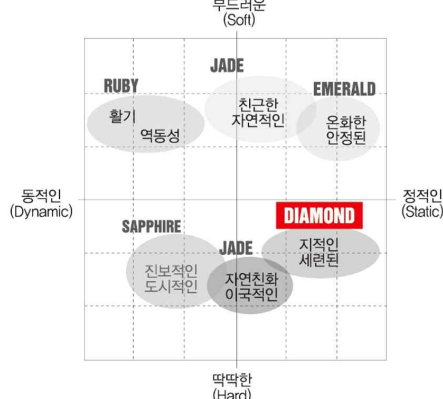 부드러운
(Soft)
JADE
RUBY
EMERALD
활기
역동성
친근한
자연적인
온화한
안정된
동적인
(Dynamic)
정적인
(Static)
DIAMOND
SAPPHIRE
JADE
지적인
세련된
진보적인
도시적인
자연친화
이국적인
딱딱한
(Hard)